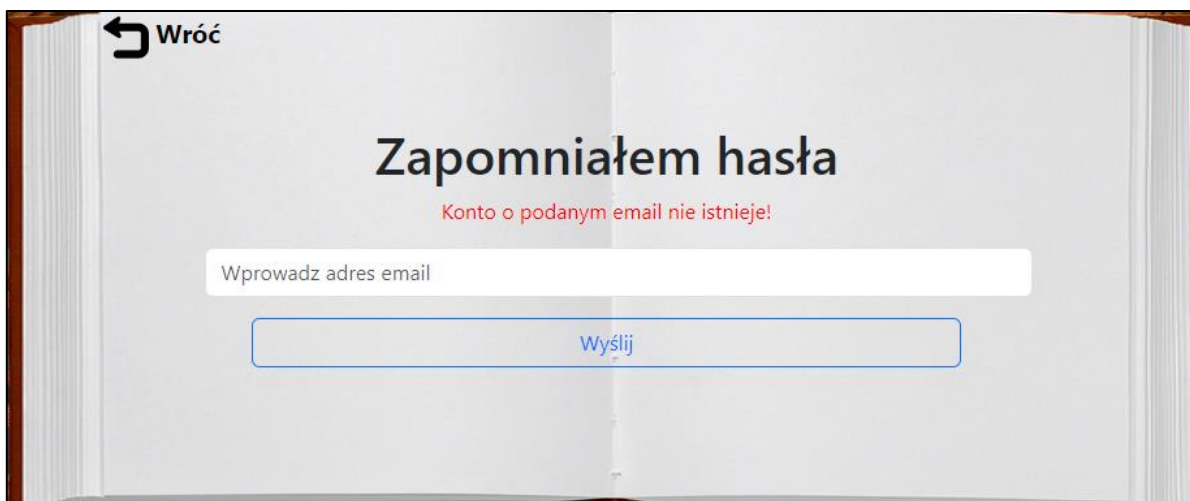 Wróć
Zapomniałem hasła
Konto o podanym email nie istnieje!
Wprowadz adres email
Wyślij